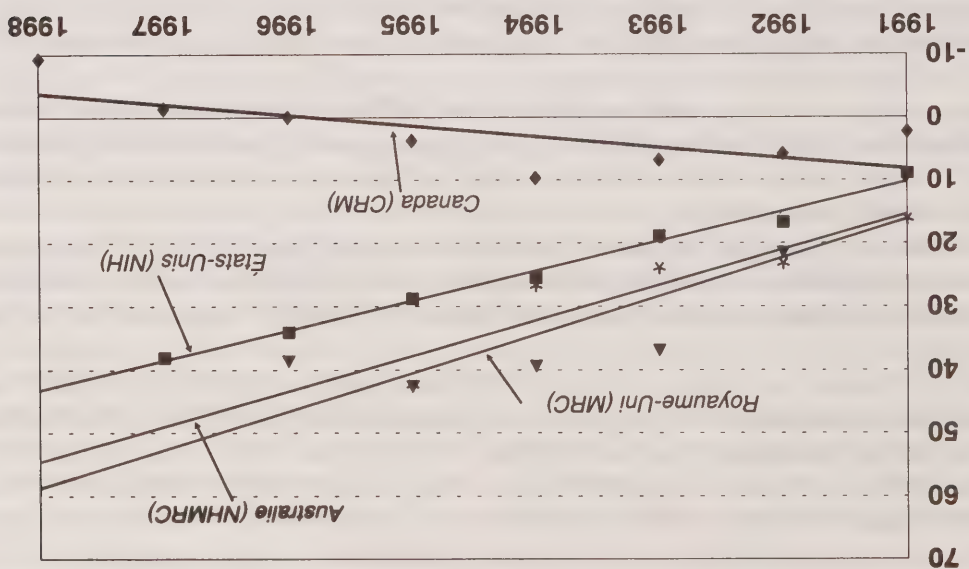 70
60
50
40
30
20
10
0
-10
Australie (NHMRC)
Royaume-Uni (MRC)
États-Unis (NIH)
Canada (CRM)
1991 1992 1993 1994 1995 1996 1997 1998